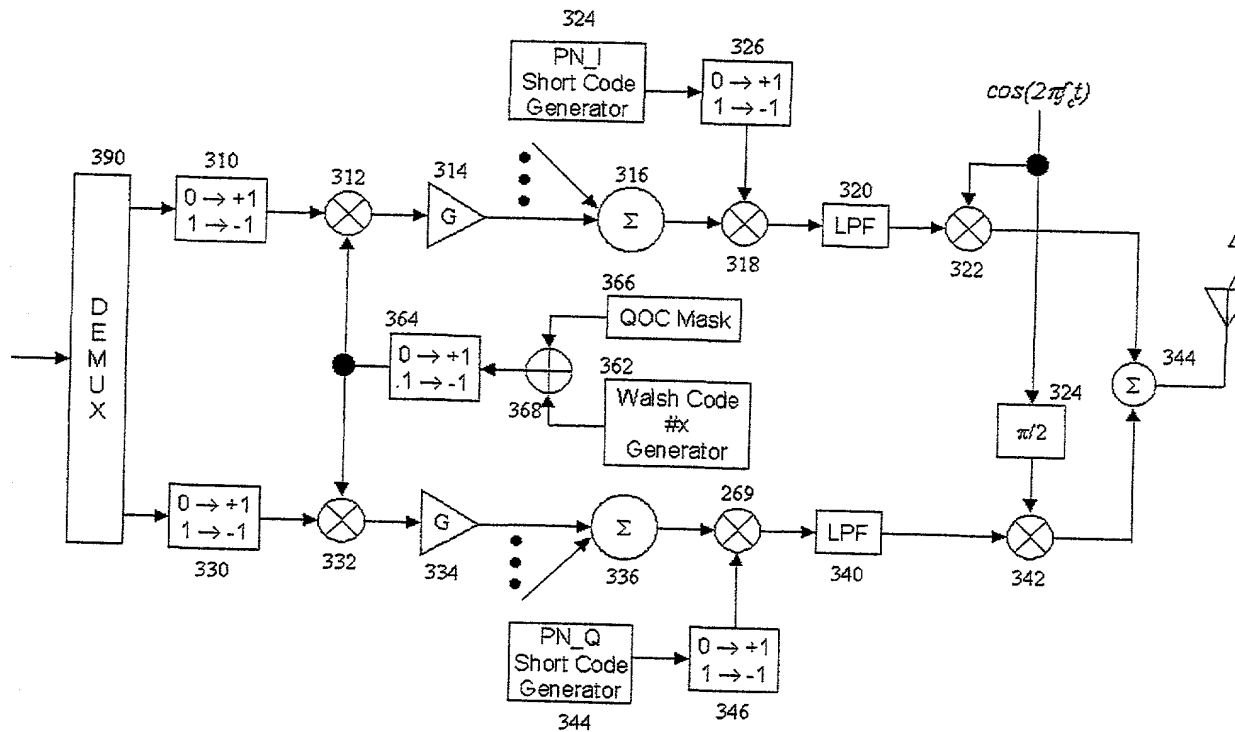 324
PN_I
Short Code
Generator
326
0 → +1
1 → -1
cos(2πf_c t)
390
DEMUX
310
0 → +1
1 → -1
312
314
G
316
Σ
318
320
LPF
322
366
QOC Mask
364
0 → +1
.1 → -1
368
362
Walsh Code
#x
Generator
324
π/2
344
Σ
330
0 → +1
1 → -1
332
334
G
336
Σ
269
340
LPF
342
PN_Q
Short Code
Generator
344
346
0 → +1
1 → -1